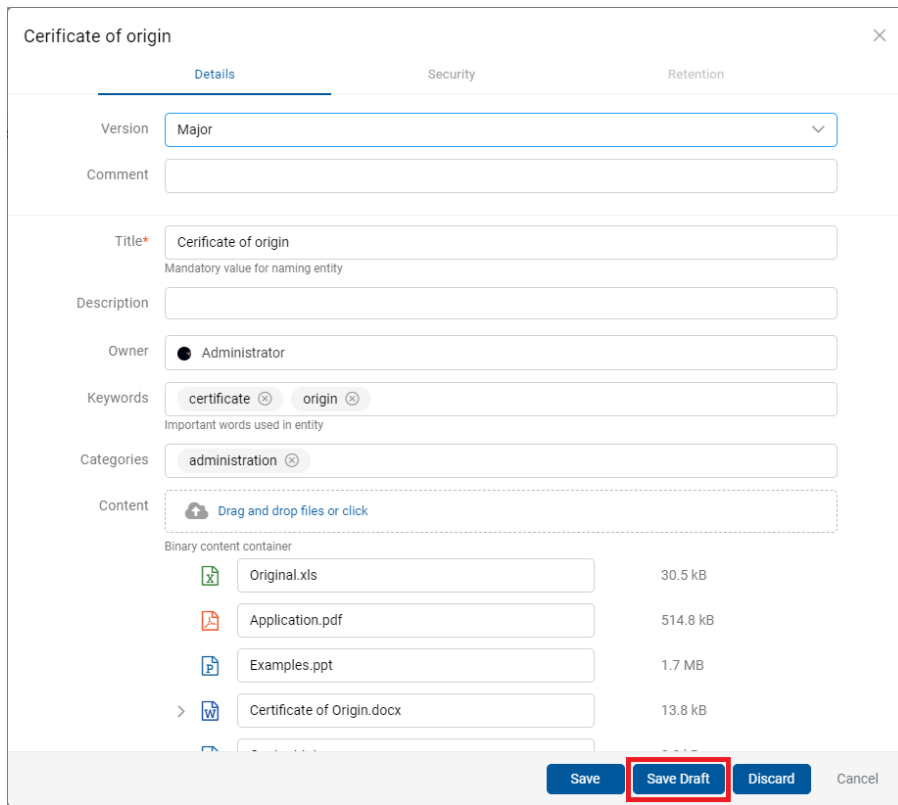 Cerificate of origin
Details Security Retention
Version Major
Comment
Title* Cerificate of origin
Mandatory value for naming entity
Description
Owner Administrator
Keywords certificate origin
Important words used in entity
Categories administration
Content Drag and drop files or click
Binary content container
Original.xls 30.5 kB
Application.pdf 514.8 kB
Examples.ppt 1.7 MB
Certificate of Origin.docx 13.8 kB
Save Save Draft Discard Cancel